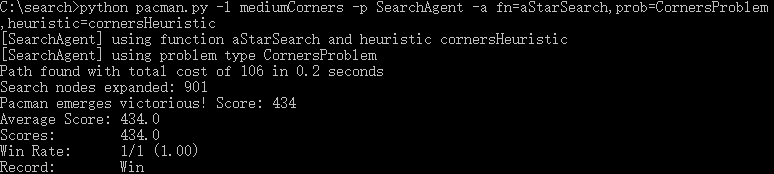 C:\search>python pacman.py -l mediumCorners -p SearchAgent -a fn=aStarSearch,prob=CornersProblem
,heuristic=cornersHeuristic
[SearchAgent] using function aStarSearch and heuristic cornersHeuristic
[SearchAgent] using problem type CornersProblem
Path found with total cost of 106 in 0.2 seconds
Search nodes expanded: 901
Pacman emerges victorious! Score: 434
Average Score: 434.0
Scores:        434.0
Win Rate:      1/1 (1.00)
Record:        Win